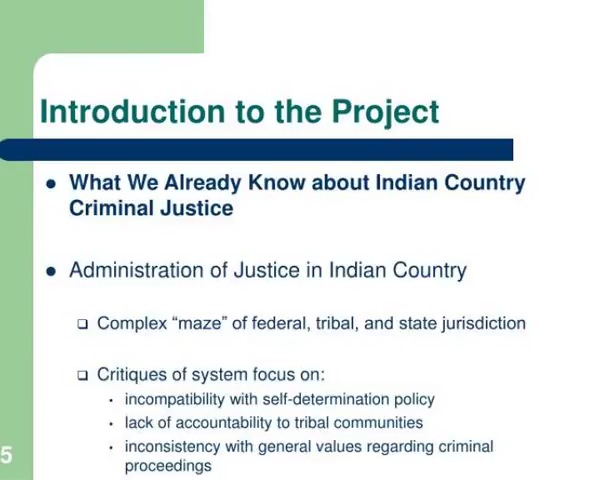 Introduction to the Project
What We Already Know about Indian Country
Criminal Justice
Administration of Justice in Indian Country
Complex “maze” of federal, tribal, and state jurisdiction
Critiques of system focus on:
incompatibility with self-determination policy
lack of accountability to tribal communities
inconsistency with general values regarding criminal
proceedings
5